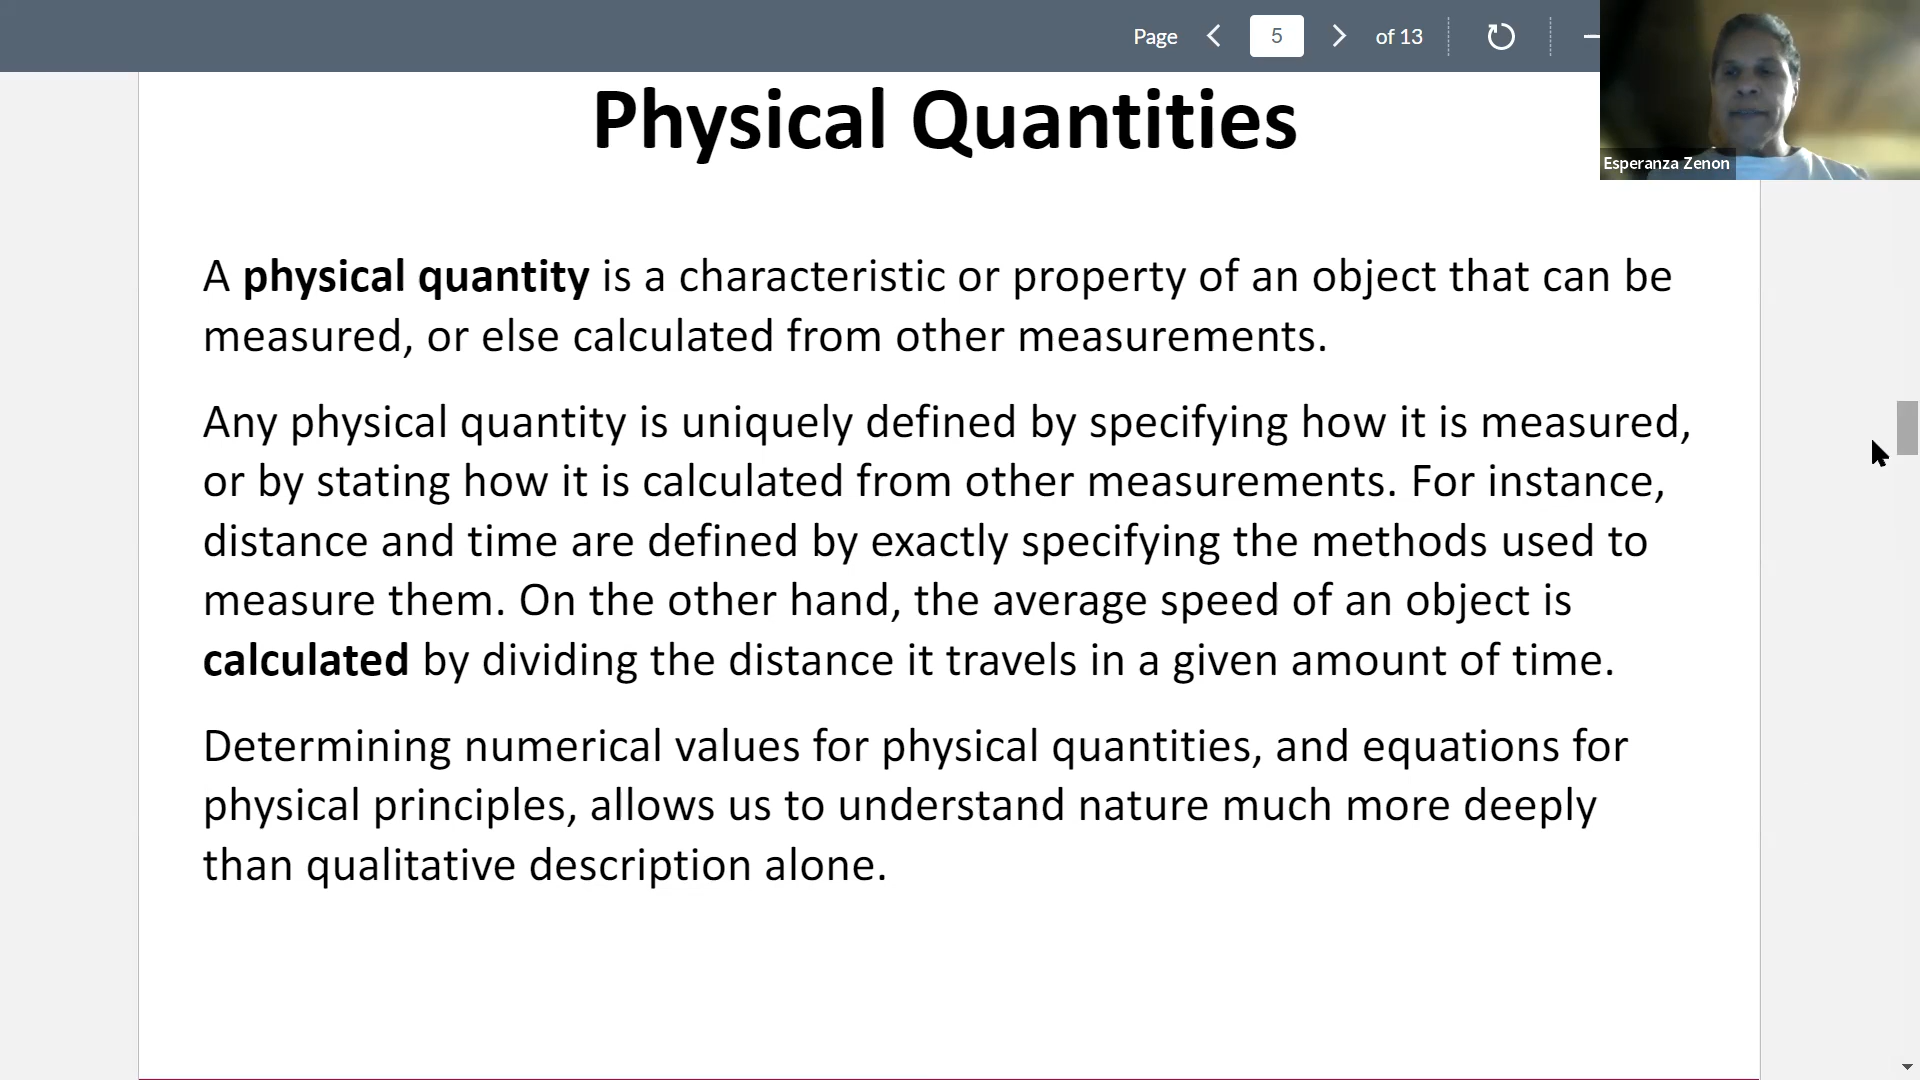 Page 5 of 13
Esperanza Zenon
Physical Quantities
A physical quantity is a characteristic or property of an object that can be
measured, or else calculated from other measurements.
Any physical quantity is uniquely defined by specifying how it is measured,
or by stating how it is calculated from other measurements. For instance,
distance and time are defined by exactly specifying the methods used to
measure them. On the other hand, the average speed of an object is
calculated by dividing the distance it travels in a given amount of time.
Determining numerical values for physical quantities, and equations for
physical principles, allows us to understand nature much more deeply
than qualitative description alone.